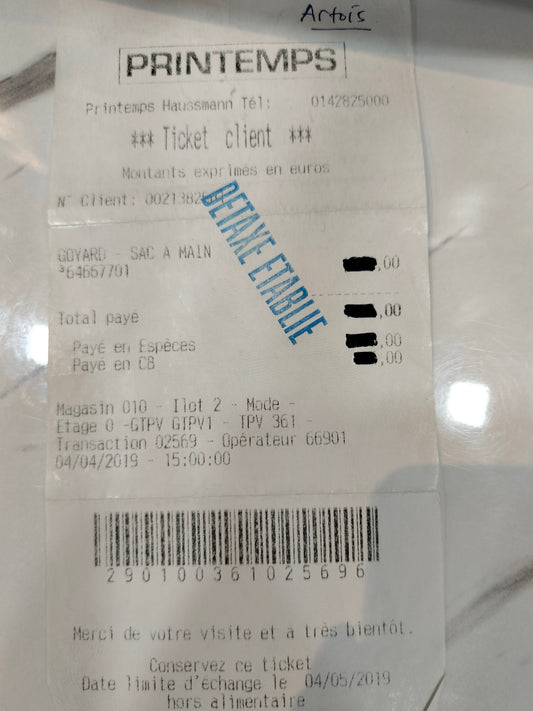 Artois
PRINTEMPS
Printemps Haussmann Tél: 0142825000
*** Ticket client ***
Montants exprimés en euros
N° Client:
DETAXE ETABLIE
GOYARD - SAC A MAIN ,00
³64667701
Total payé ,00
Payé en Espèces ,00
Payé en CB ,00
Magasin 010 - Ilot 2 - Mode -
Etage 0 -GTPV GTPV1 - TPV 361 -
Transaction 02569 - Opérateur 66901
04/04/2019 - 15:00:00
290100361025696
Merci de votre visite et à très bientôt.
Conservez ce ticket
Date limite d'échange le 04/05/2019
hors alimentaire